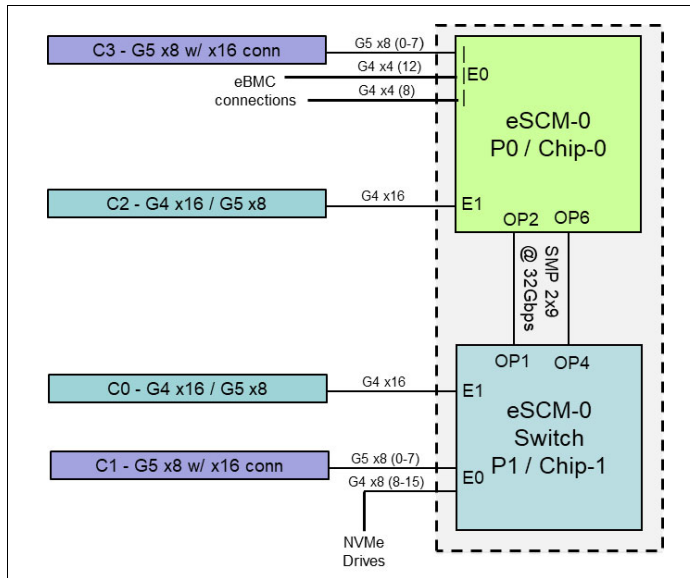 C3 - G5 x8 w/ x16 conn
G5 x8 (0-7)
G4 x4 (12)
E0
eBMC
connections
G4 x4 (8)
eSCM-0
P0 / Chip-0
C2 - G4 x16 / G5 x8
G4 x16
E1
OP2 OP6
SMP 2x9
@ 32Gbps
OP1 OP4
C0 - G4 x16 / G5 x8
G4 x16
E1
eSCM-0
Switch
P1 / Chip-1
C1 - G5 x8 w/ x16 conn
G5 x8 (0-7)
E0
G4 x8 (8-15)
NVMe
Drives